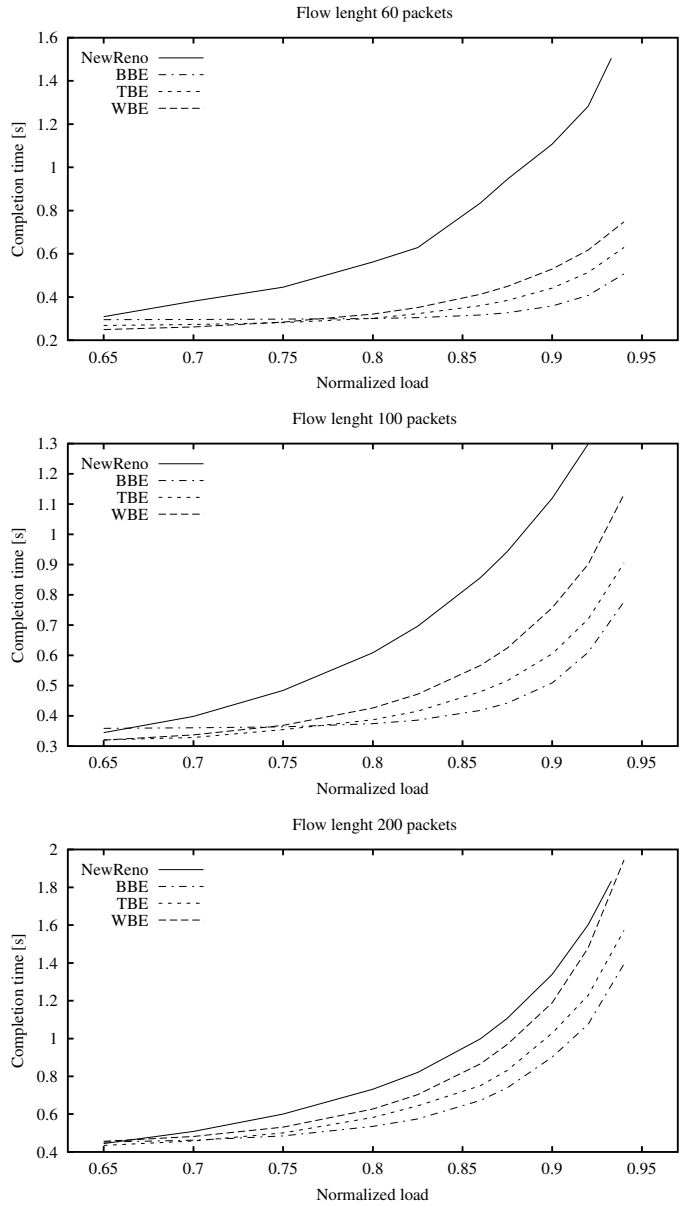 Flow lenght 60 packets
1.6
1.4
1.2
1
0.8
0.6
0.4
0.2
Completion time [s]
NewReno
BBE
TBE
WBE
0.65 0.7 0.75 0.8 0.85 0.9 0.95
Normalized load
Flow lenght 100 packets
1.3
1.2
1.1
1
0.9
0.8
0.7
0.6
0.5
0.4
0.3
Completion time [s]
NewReno
BBE
TBE
WBE
0.65 0.7 0.75 0.8 0.85 0.9 0.95
Normalized load
Flow lenght 200 packets
2
1.8
1.6
1.4
1.2
1
0.8
0.6
0.4
Completion time [s]
NewReno
BBE
TBE
WBE
0.65 0.7 0.75 0.8 0.85 0.9 0.95
Normalized load